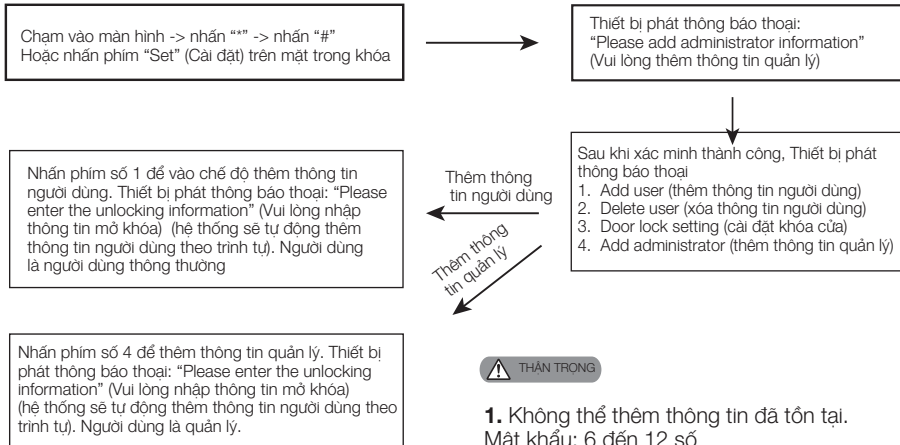 Chạm vào màn hình -> nhấn “*” -> nhấn “#”
Hoặc nhấn phím “Set” (Cài đặt) trên mặt trong khóa
Thiết bị phát thông báo thoại:
“Please add administrator information”
(Vui lòng thêm thông tin quản lý)
Sau khi xác minh thành công, Thiết bị phát
thông báo thoại
1. Add user (thêm thông tin người dùng)
2. Delete user (xóa thông tin người dùng)
3. Door lock setting (cài đặt khóa cửa)
4. Add administrator (thêm thông tin quản lý)
Thêm thông
tin người dùng
Nhấn phím số 1 để vào chế độ thêm thông tin
người dùng. Thiết bị phát thông báo thoại: “Please
enter the unlocking information” (Vui lòng nhập
thông tin mở khóa) (hệ thống sẽ tự động thêm
thông tin người dùng theo trình tự). Người dùng
là người dùng thông thường
Thêm thông
tin quản lý
Nhấn phím số 4 để thêm thông tin quản lý. Thiết bị
phát thông báo thoại: “Please enter the unlocking
information” (Vui lòng nhập thông tin mở khóa)
(hệ thống sẽ tự động thêm thông tin người dùng theo
trình tự). Người dùng là quản lý.
THẬN TRỌNG
1. Không thể thêm thông tin đã tồn tại.
Mật khẩu: 6 đến 12 số